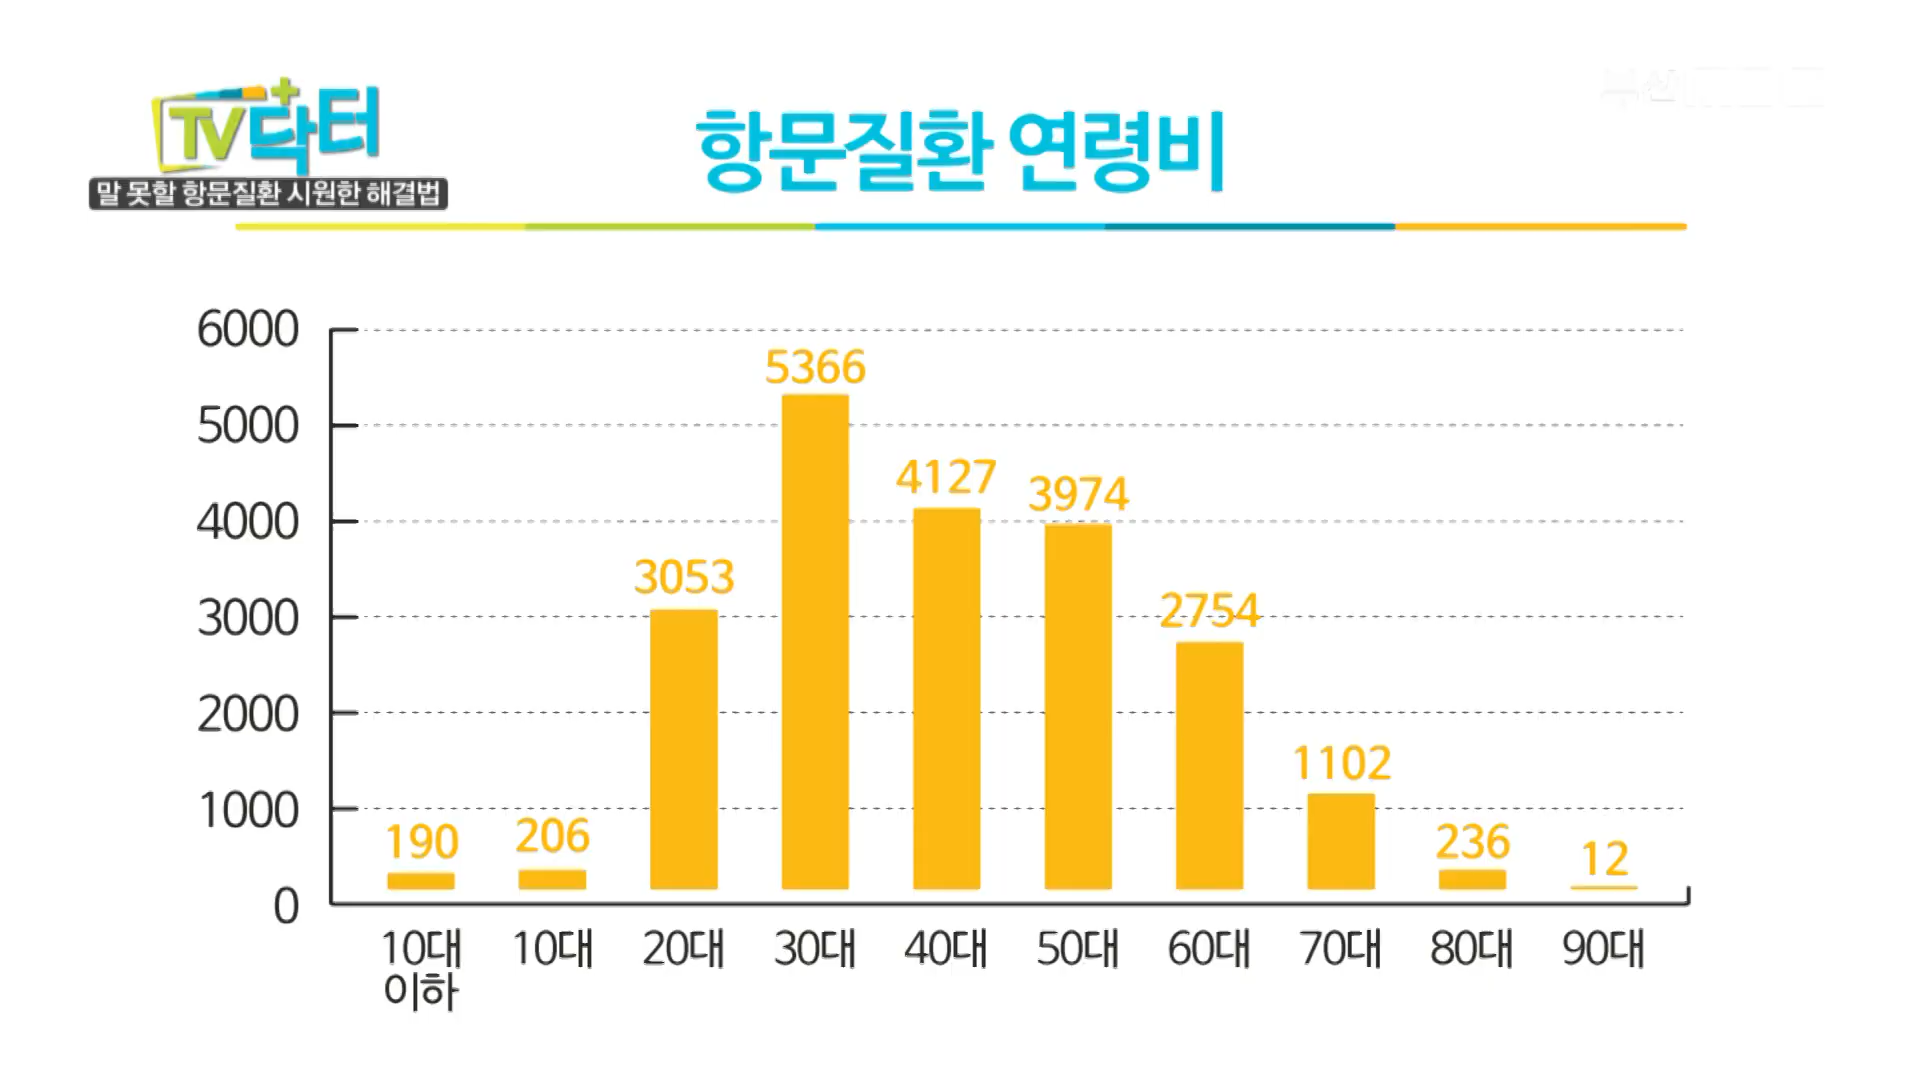 TV닥터
말 못할 항문질환 시원한 해결법
항문질환 연령비
6000
5000
4000
3000
2000
1000
0
190
206
3053
5366
4127
3974
2754
1102
236
12
10대 이하
10대
20대
30대
40대
50대
60대
70대
80대
90대